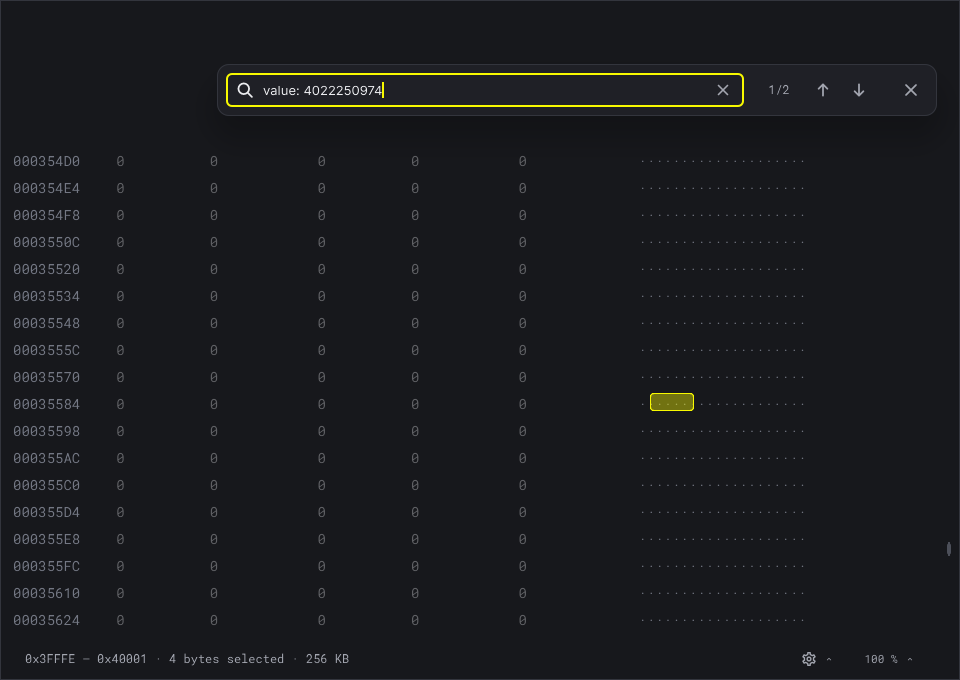 value: 4022250974 1/2
000354D0 0 0 0 0 0 ····················
000354E4 0 0 0 0 0 ····················
000354F8 0 0 0 0 0 ····················
0003550C 0 0 0 0 0 ····················
00035520 0 0 0 0 0 ····················
00035534 0 0 0 0 0 ····················
00035548 0 0 0 0 0 ····················
0003555C 0 0 0 0 0 ····················
00035570 0 0 0 0 0 ····················
00035584 0 0 0 0 0 ····················
00035598 0 0 0 0 0 ····················
000355AC 0 0 0 0 0 ····················
000355C0 0 0 0 0 0 ····················
000355D4 0 0 0 0 0 ····················
000355E8 0 0 0 0 0 ····················
000355FC 0 0 0 0 0 ····················
00035610 0 0 0 0 0 ····················
00035624 0 0 0 0 0 ····················
0x3FFFE — 0x40001 · 4 bytes selected · 256 KB 100 %